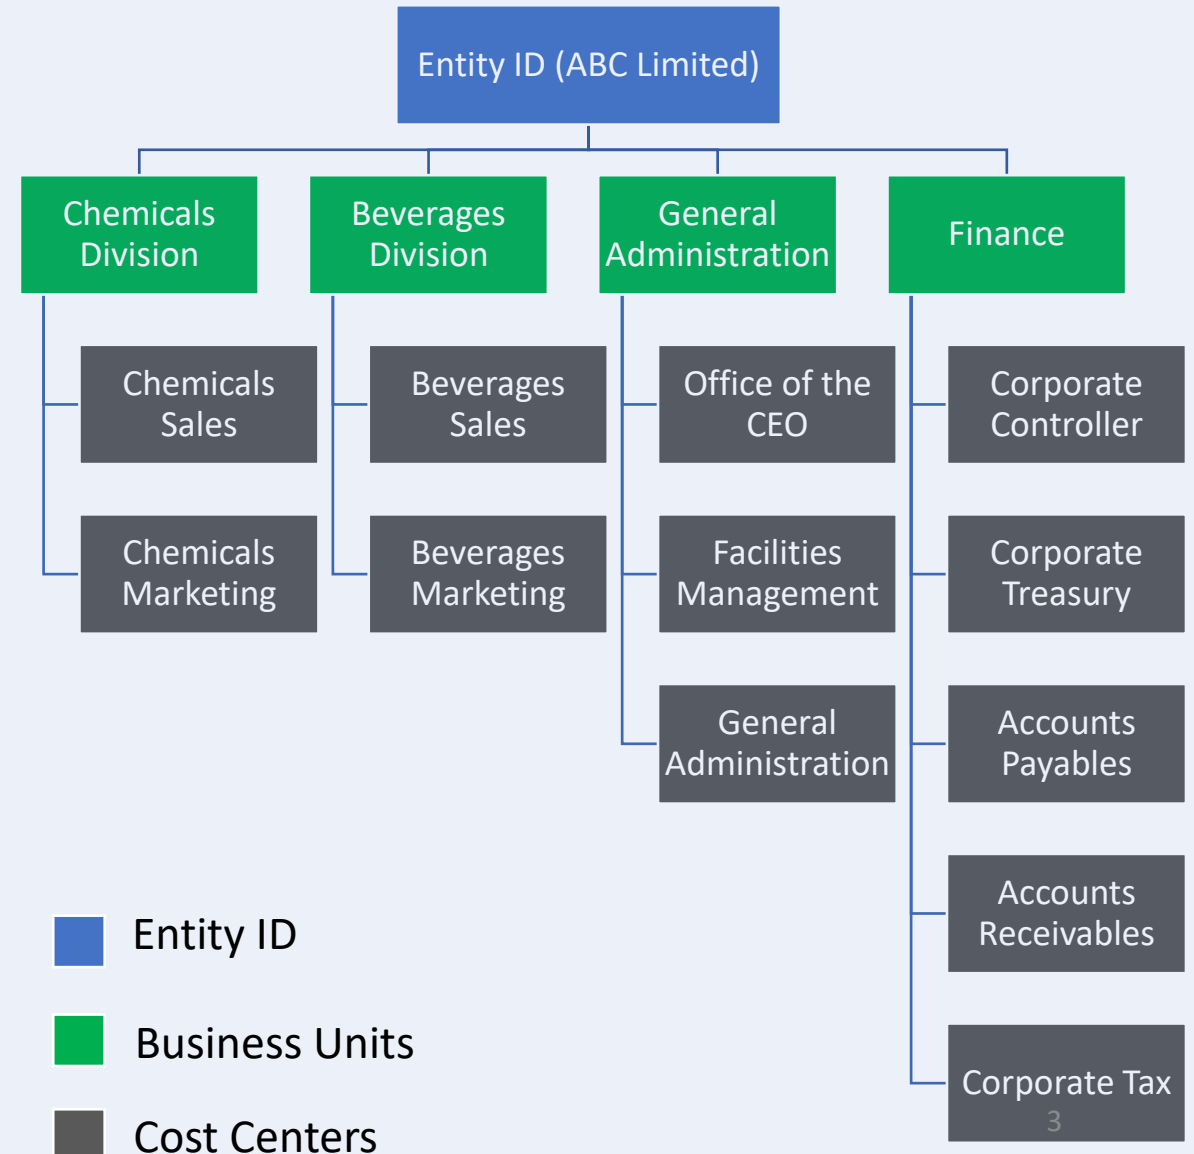 Entity ID (ABC Limited)
Chemicals
Division
Beverages
Division
General
Administration
Finance
Chemicals
Sales
Beverages
Sales
Office of the
CEO
Corporate
Controller
Chemicals
Marketing
Beverages
Marketing
Facilities
Management
Corporate
Treasury
General
Administration
Accounts
Payables
Accounts
Receivables
Corporate Tax
3
Entity ID
Business Units
Cost Centers